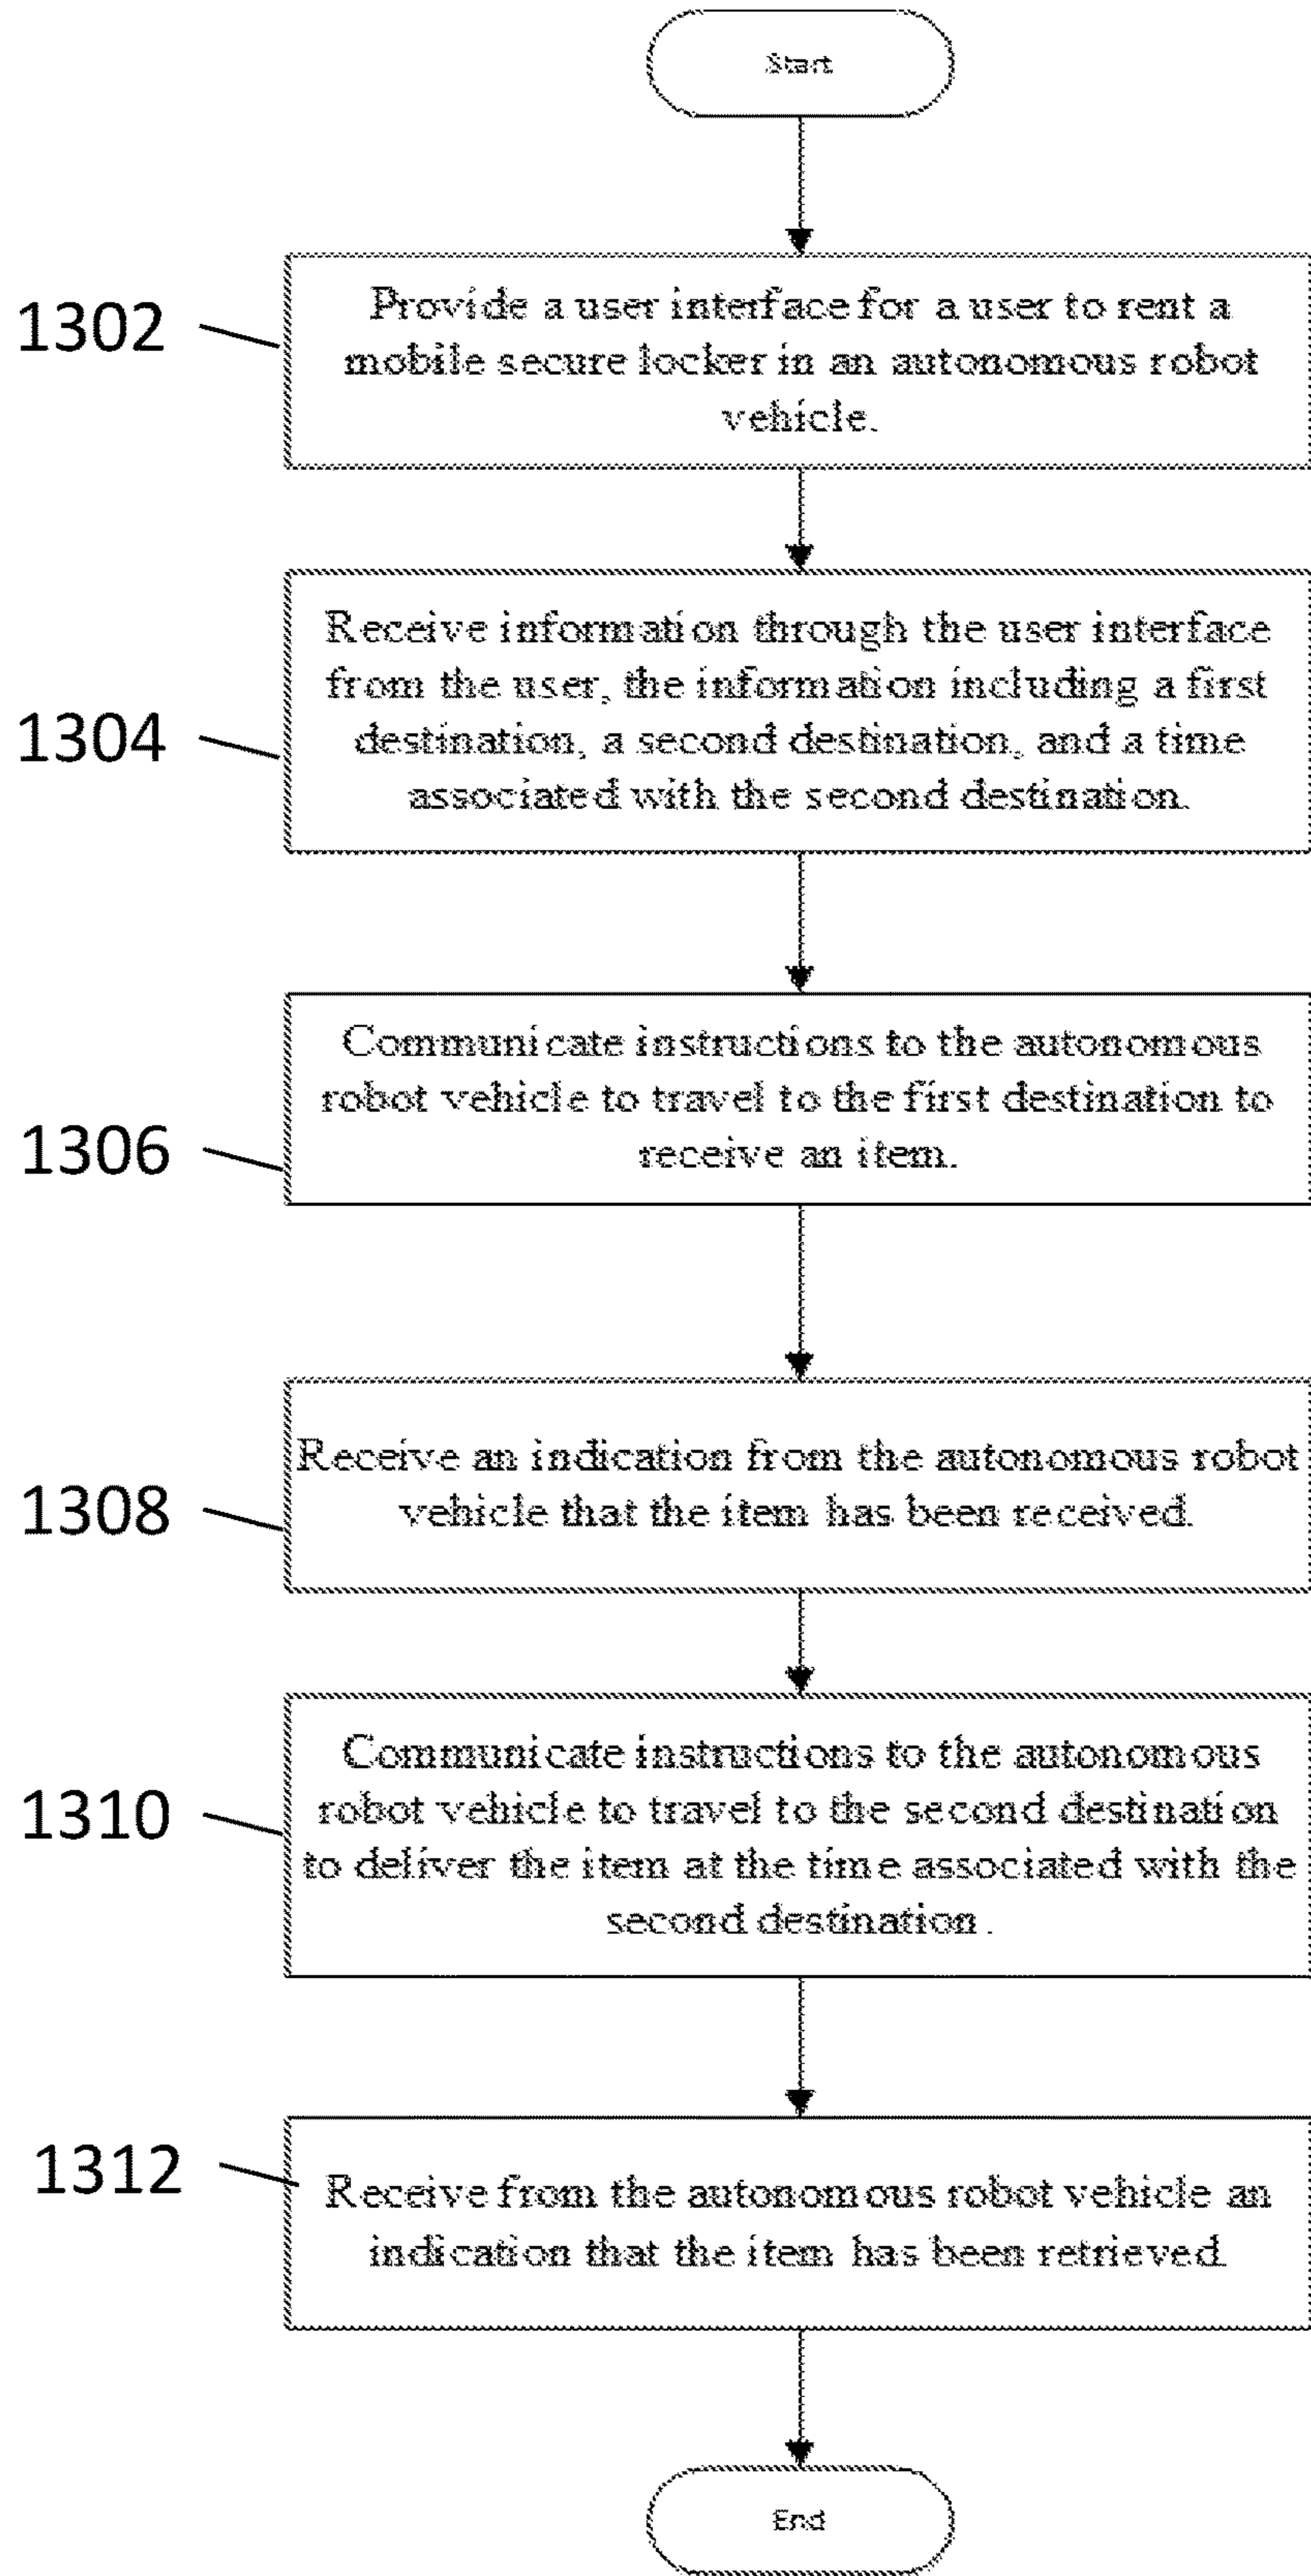 Start
1302
Provide a user interface for a user to rent a
mobile secure locker in an autonomous robot
vehicle.
1304
Receive information through the user interface
from the user, the information including a first
destination, a second destination, and a time
associated with the second destination.
1306
Communicate instructions to the autonomous
robot vehicle to travel to the first destination to
receive an item.
1308
Receive an indication from the autonomous robot
vehicle that the item has been received.
1310
Communicate instructions to the autonomous
robot vehicle to travel to the second destination
to deliver the item at the time associated with the
second destination.
1312
Receive from the autonomous robot vehicle an
indication that the item has been retrieved.
End